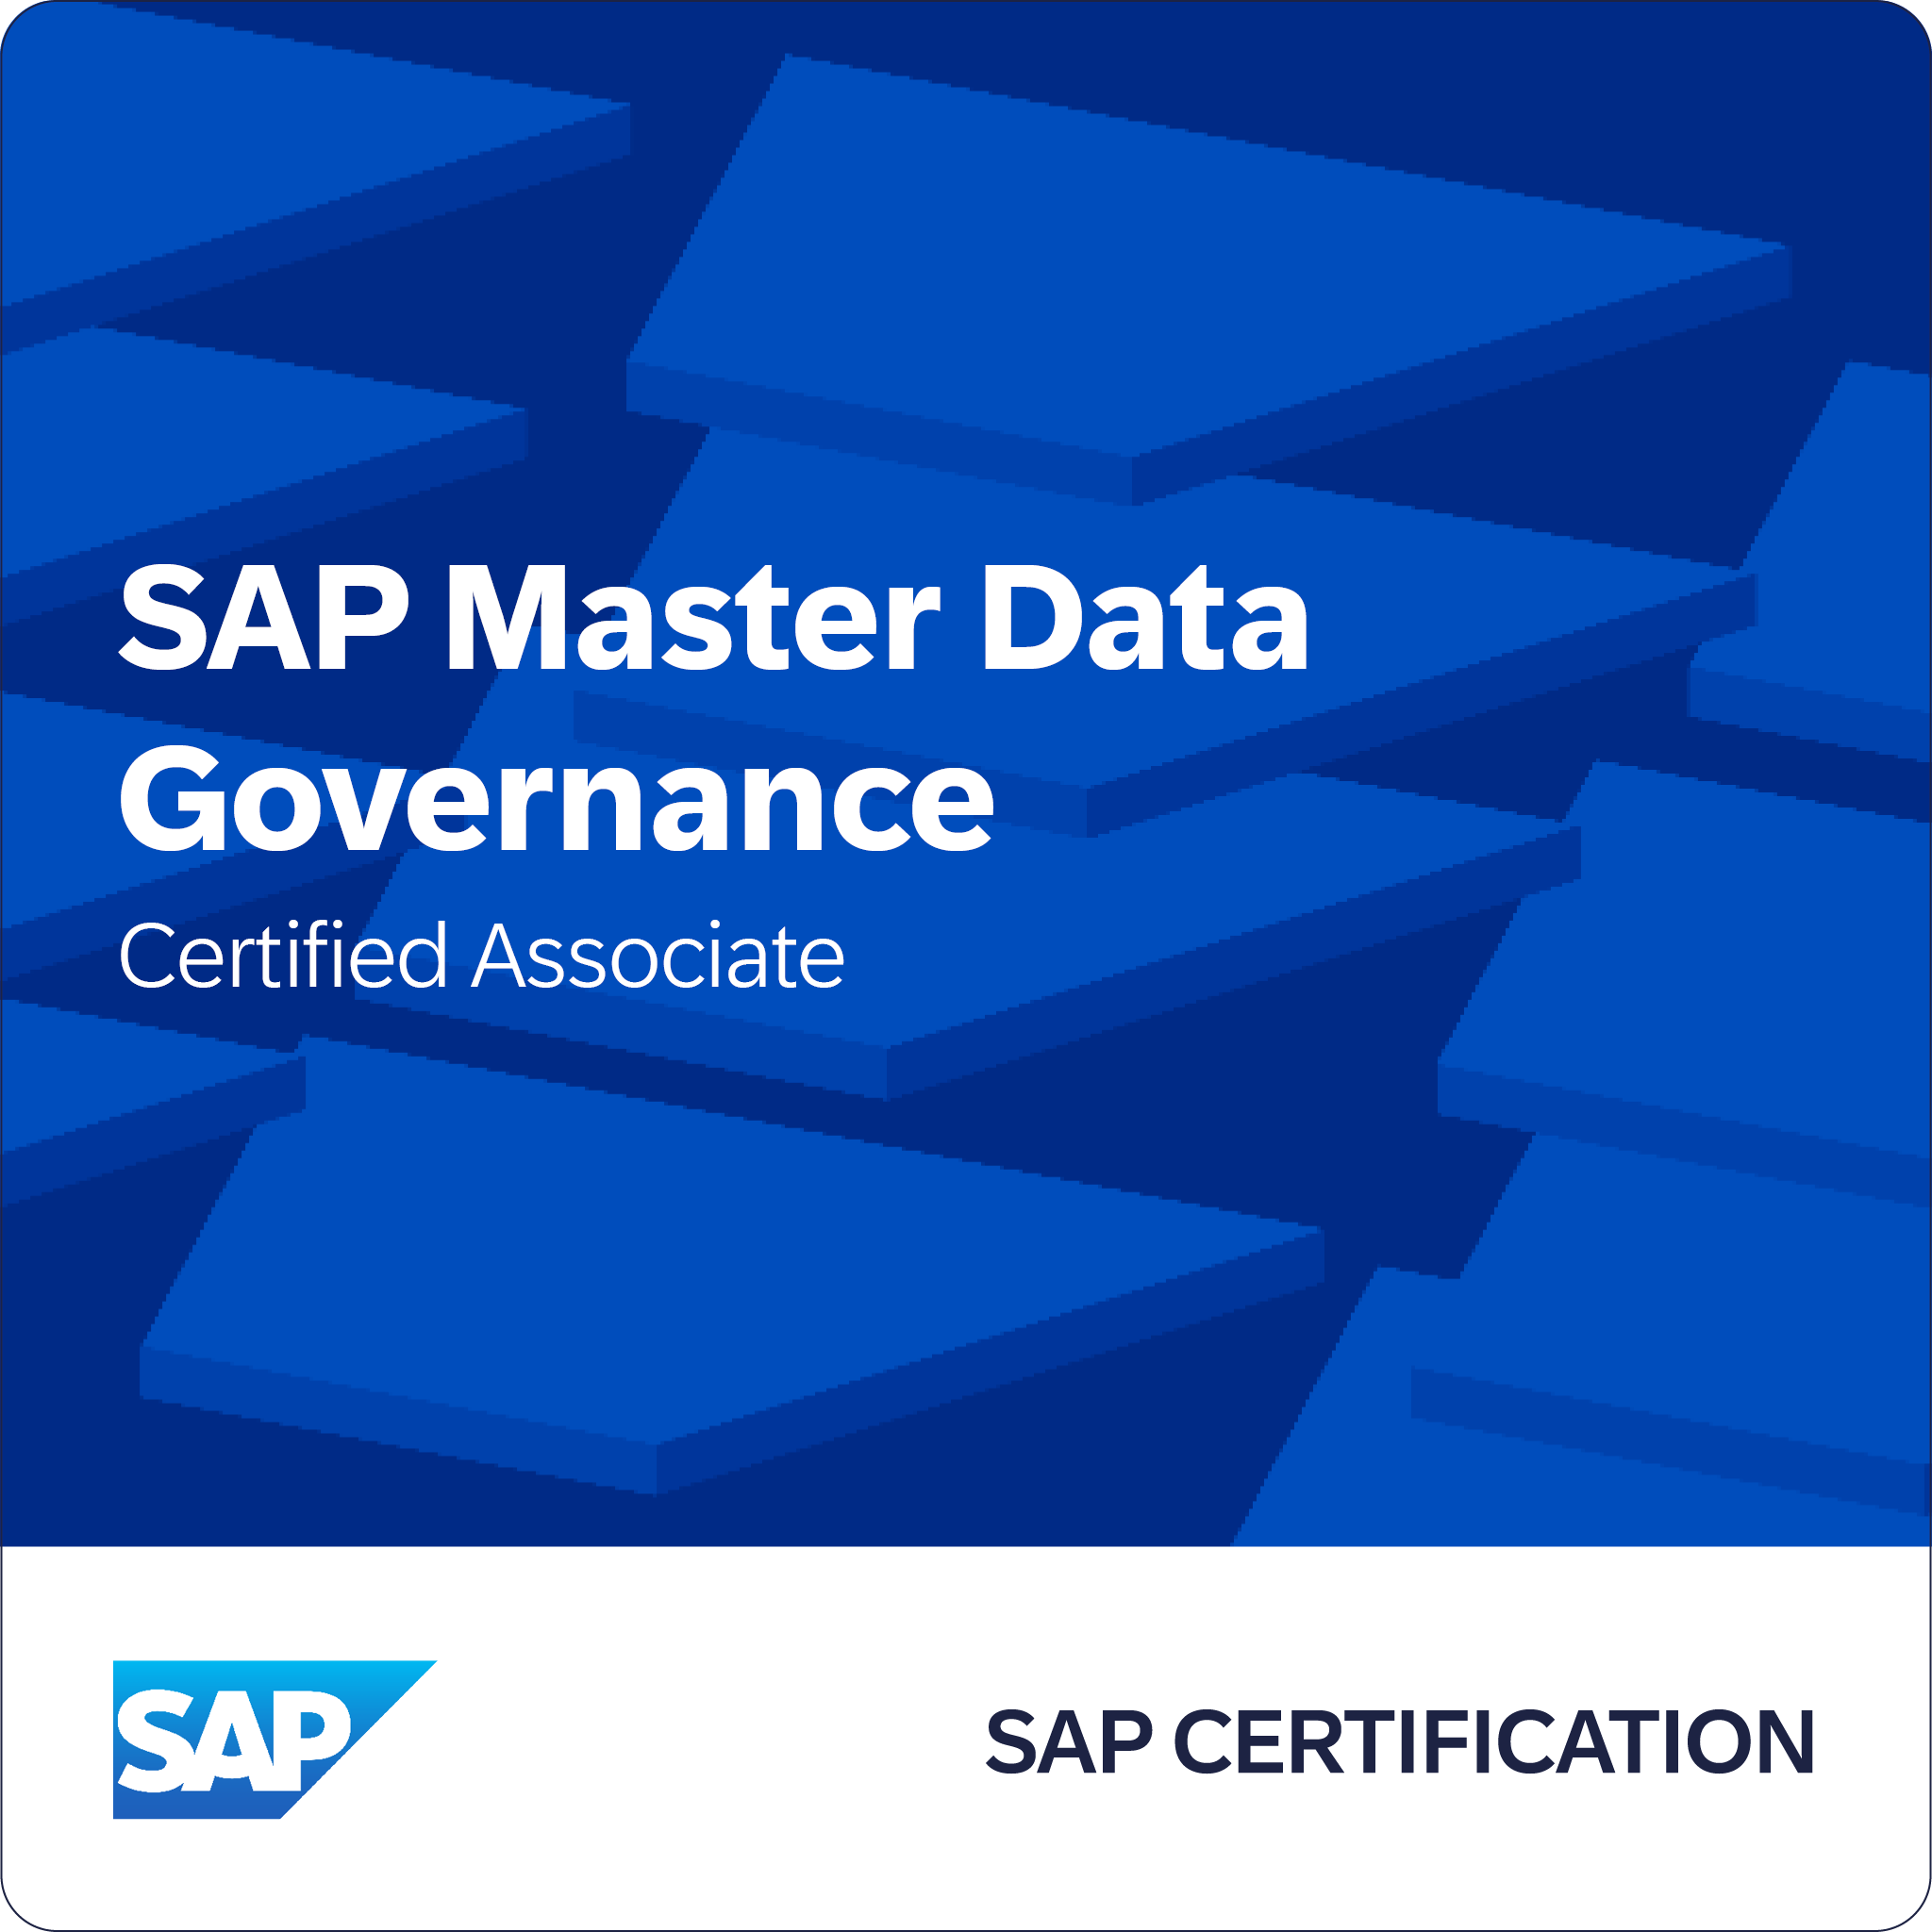 SAP Master Data
Governance
Certified Associate
SAP
SAP CERTIFICATION